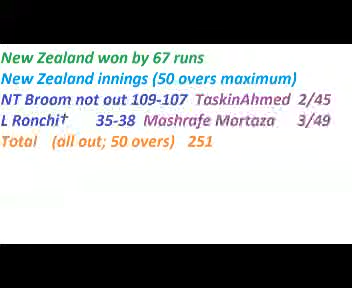 New Zealand won by 67 runs
New Zealand innings (50 overs maximum)
NT Broom not out 109-107 TaskinAhmed 2/45
L Ronchi† 35-38 Mashrafe Mortaza 3/49
Total (all out; 50 overs) 251